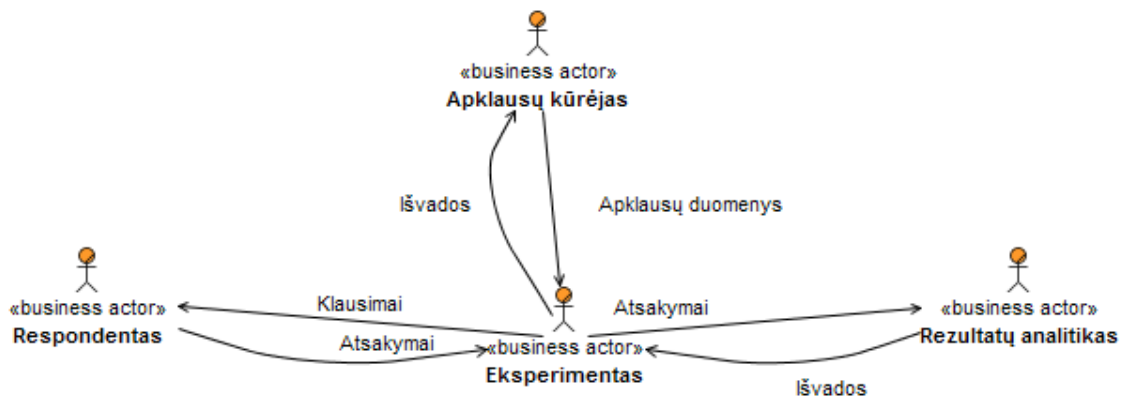 «business actor»
Apklausų kūrėjas
Išvados
Apklausų duomenys
«business actor»
Respondentas
Klausimai
Atsakymai
«business actor»
Eksperimentas
Atsakymai
«business actor»
Rezultatų analitikas
Išvados